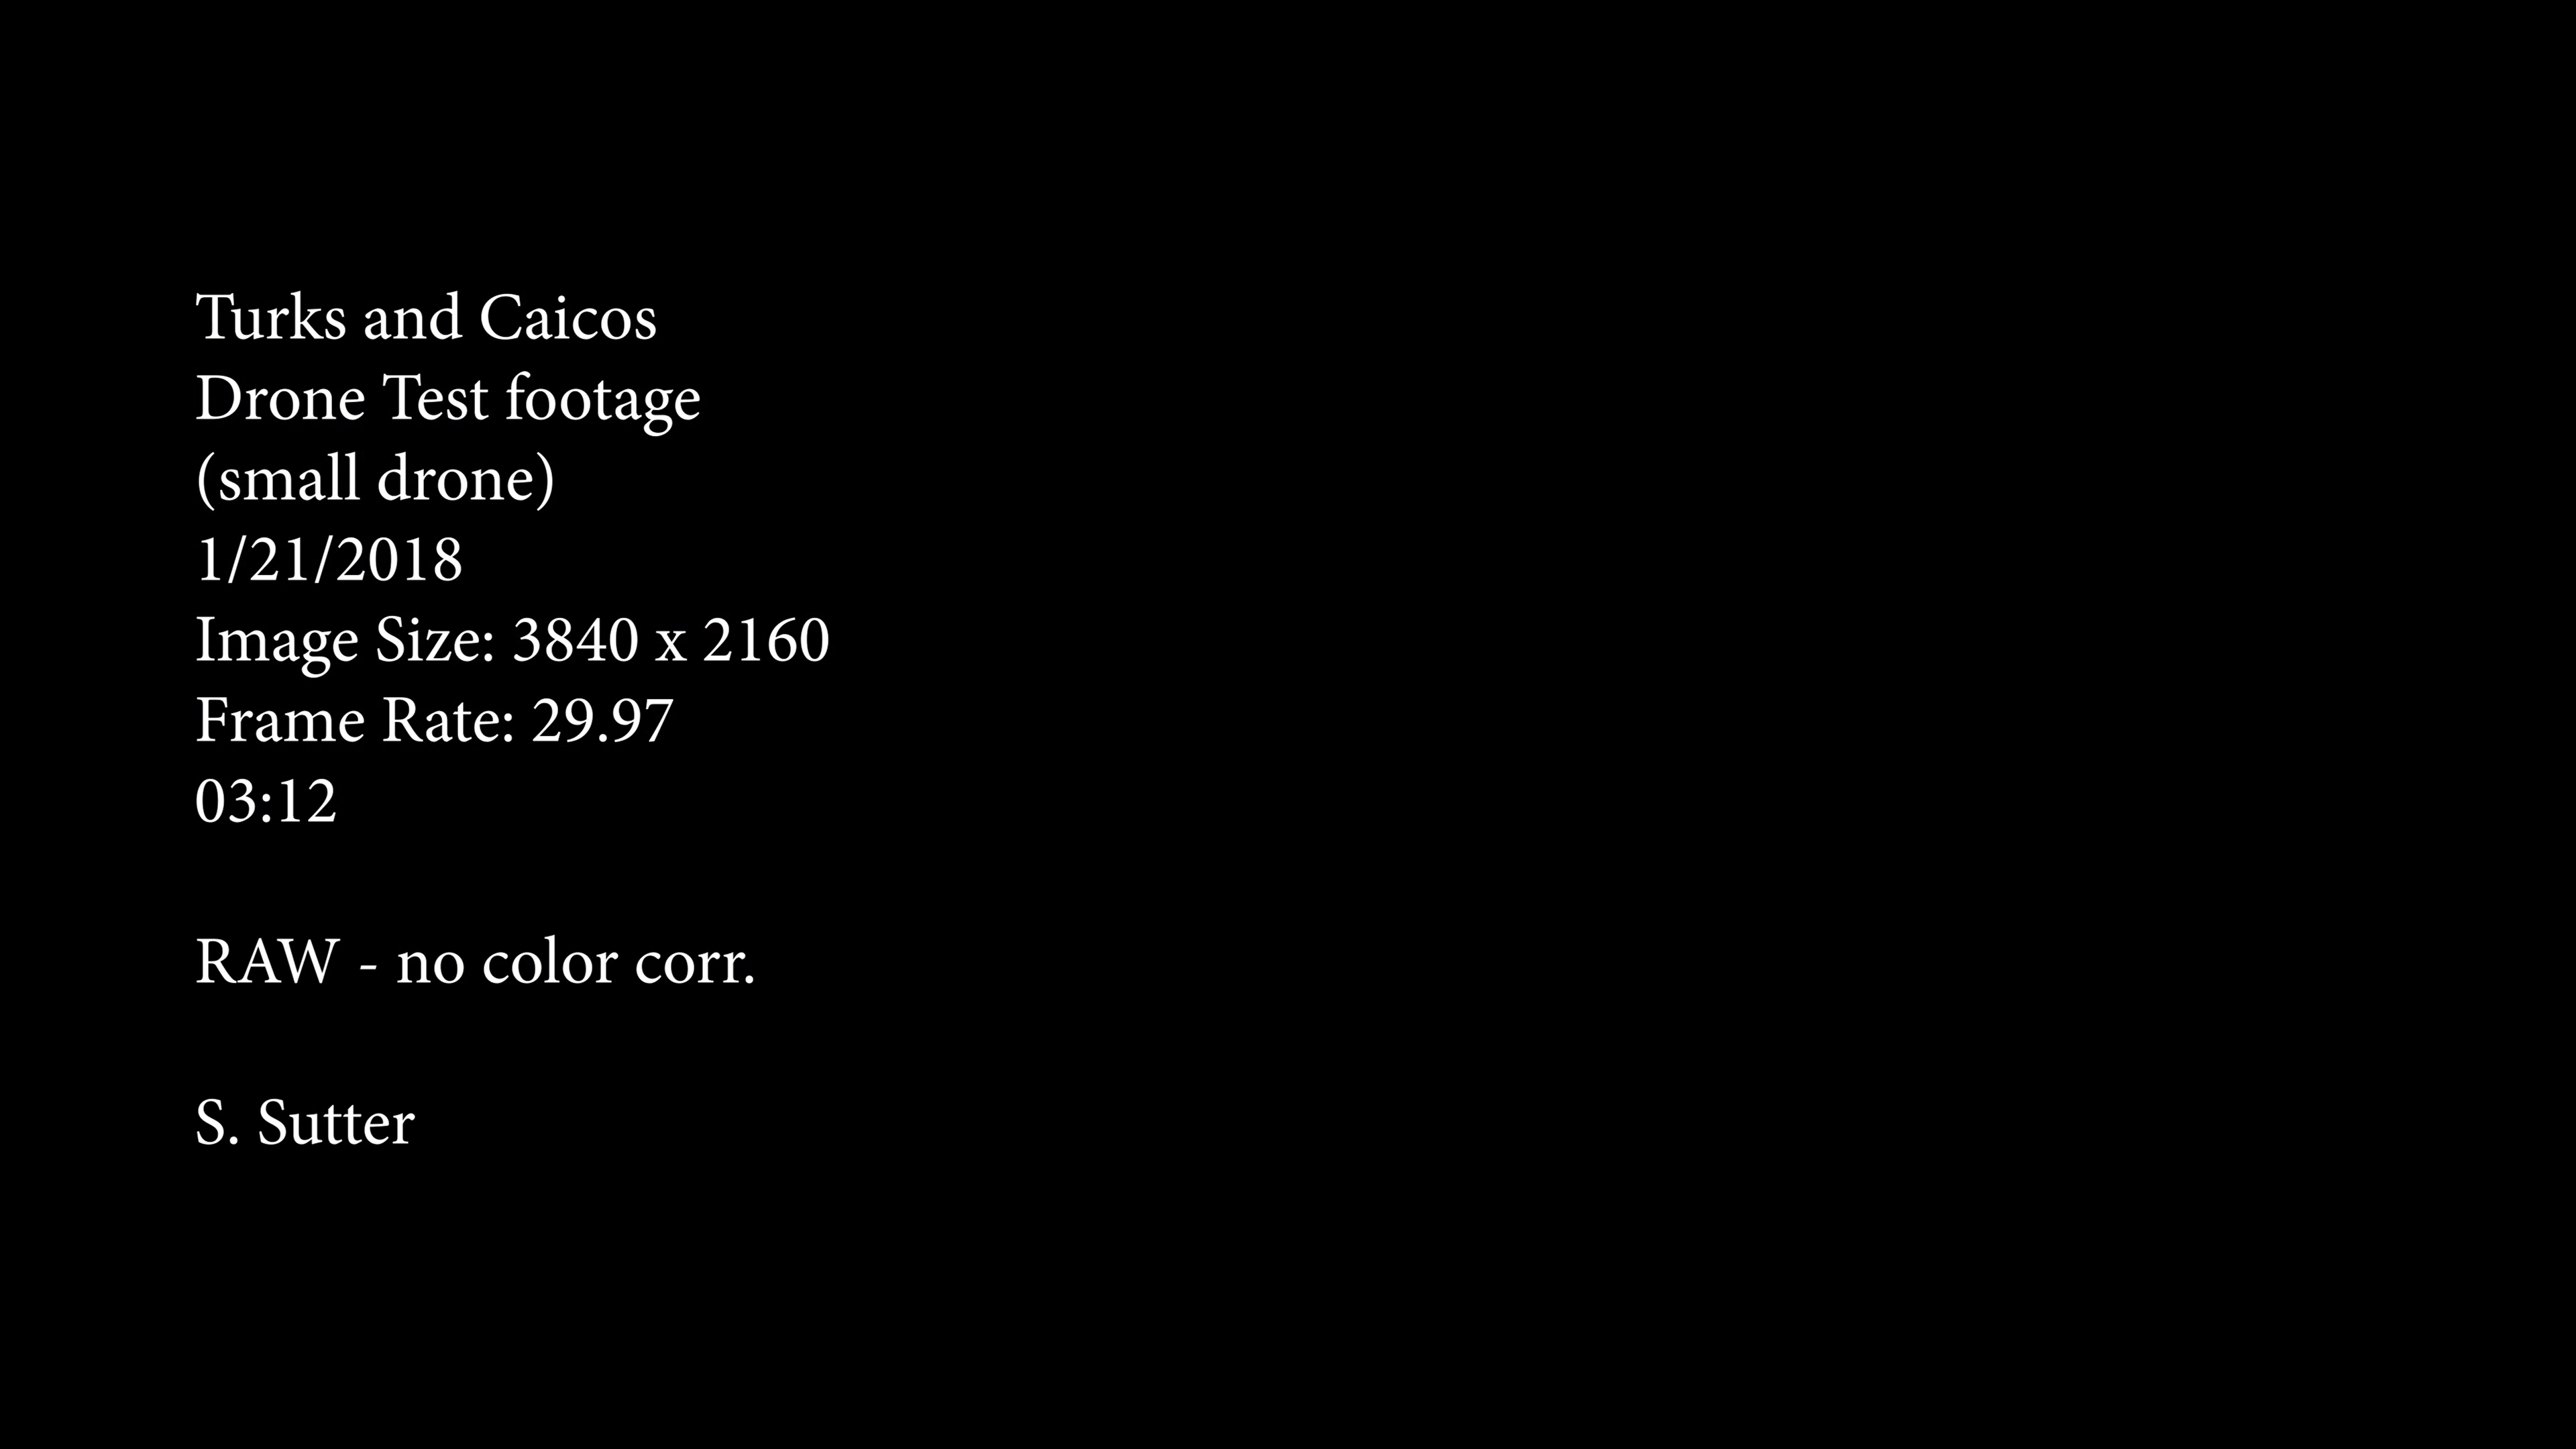 Turks and Caicos
Drone Test footage
(small drone)
1/21/2018
Image Size: 3840 x 2160
Frame Rate: 29.97
03:12
RAW - no color corr.
S. Sutter